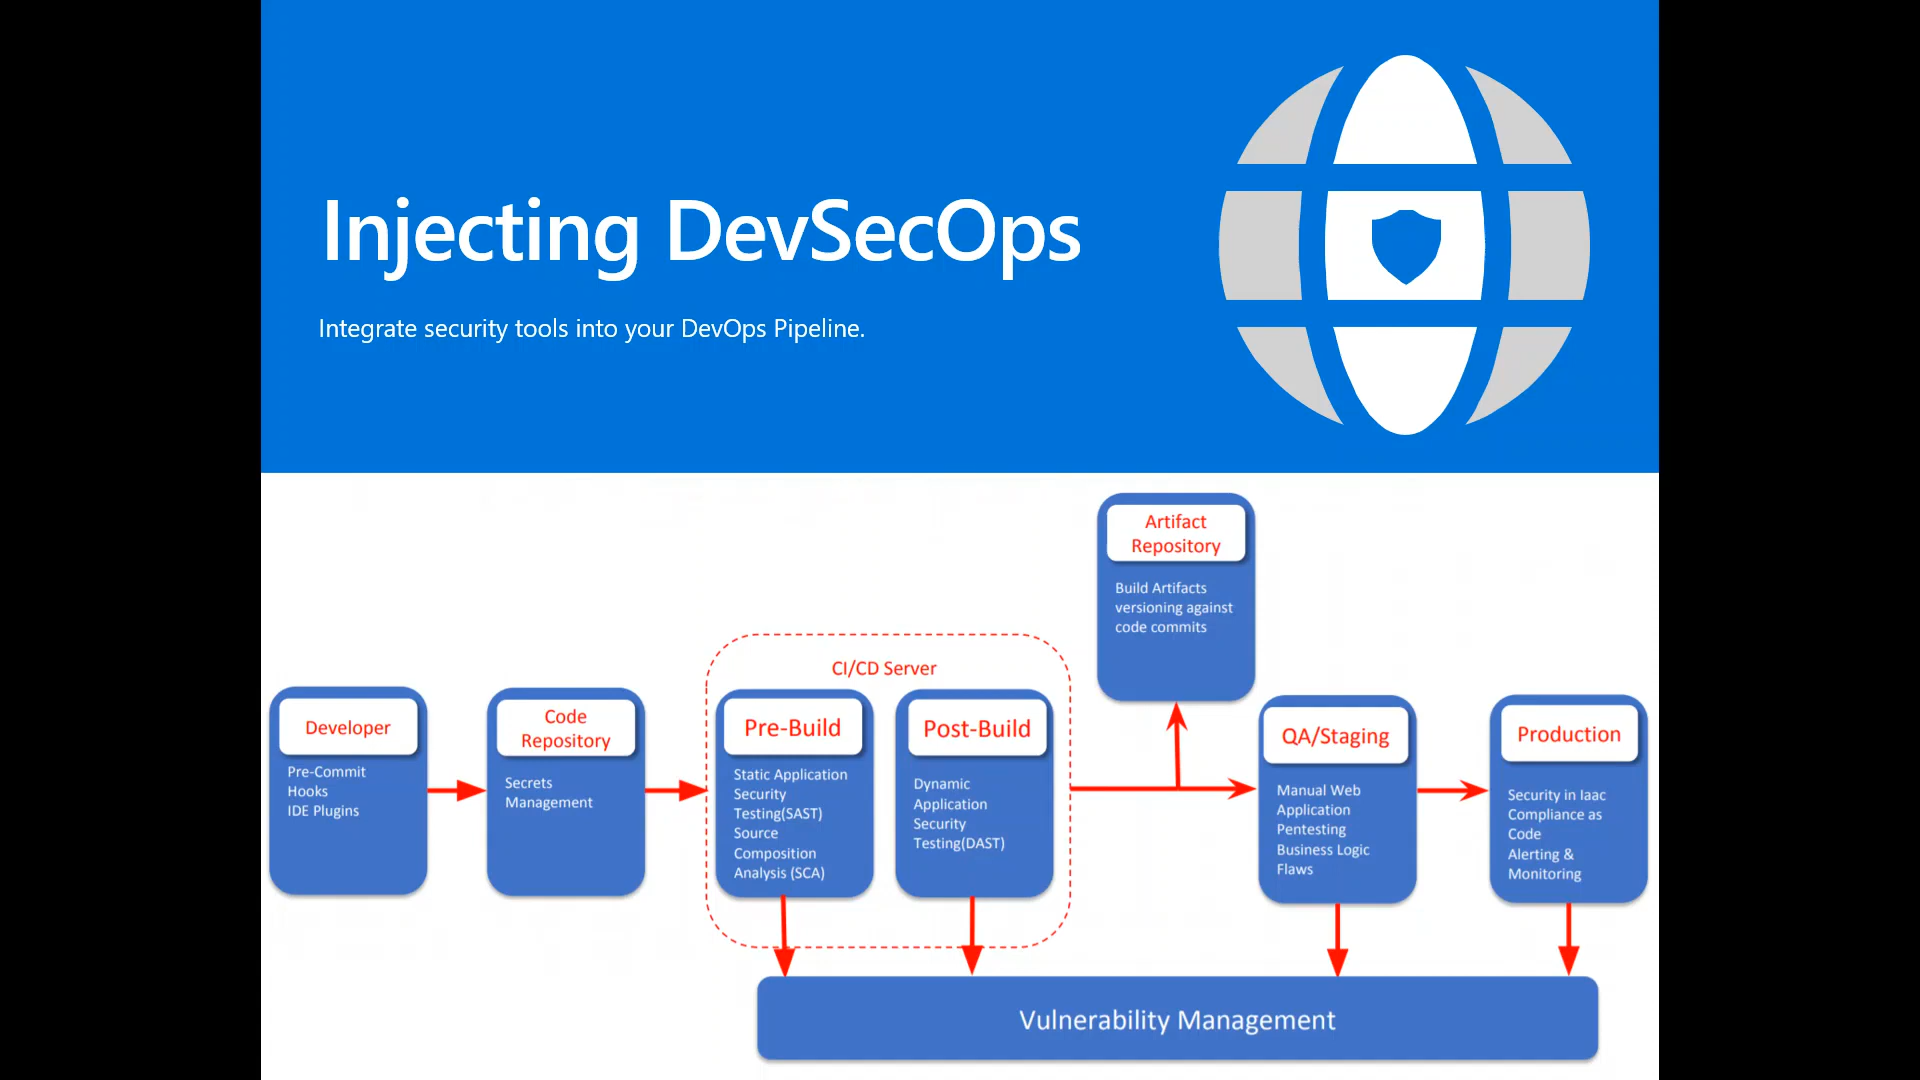 Injecting DevSecOps
Integrate security tools into your DevOps Pipeline.
Artifact
Repository
Build Artifacts
versioning against
code commits
CI/CD Server
Developer
Pre-Commit
Hooks
IDE Plugins
Code
Repository
Secrets
Management
Pre-Build
Static Application
Security
Testing(SAST)
Source
Composition
Analysis (SCA)
Post-Build
Dynamic
Application
Security
Testing(DAST)
QA/Staging
Manual Web
Application
Pentesting
Business Logic
Flaws
Production
Security in Iaac
Compliance as
Code
Alerting &
Monitoring
Vulnerability Management